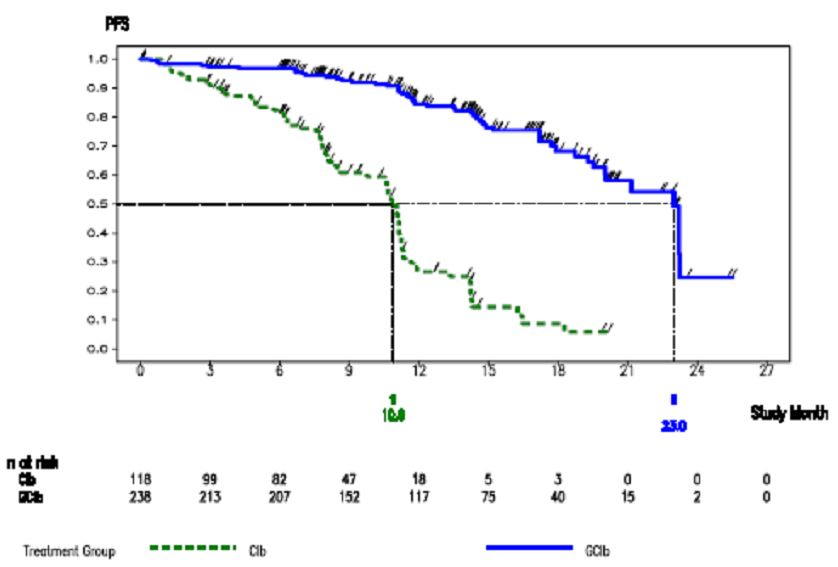 PFS
1.0
0.9
0.8
0.7
0.6
0.5
0.4
0.3
0.2
0.1
0.0
0 3 6 9 12 15 18 21 24 27
23.0
Study Month
n at risk
Clb 118 99 82 47 18 5 3 0 0 0
GClb 238 213 207 152 117 75 40 15 2 0
Treatment Group Clb GClb